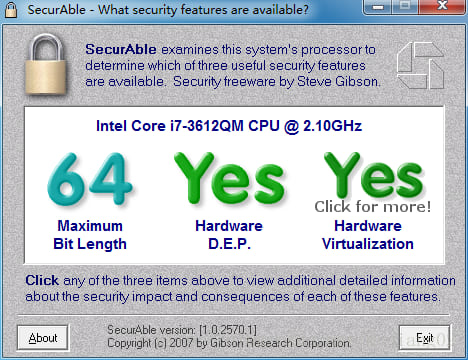 SecurAble - What security features are available?
SecurAble examines this system's processor to
determine which of three useful security features
are available. Security freeware by Steve Gibson.
Intel Core i7-3612QM CPU @ 2.10GHz
64 Yes Yes
Click for more!
Maximum Hardware Hardware
Bit Length D.E.P. Virtualization
Click any of the three items above to view additional detailed information
about the security impact and consequences of each of these features.
About
SecurAble version: [1.0.2570.1]
Copyright (c) 2007 by Gibson Research Corporation.
Exit